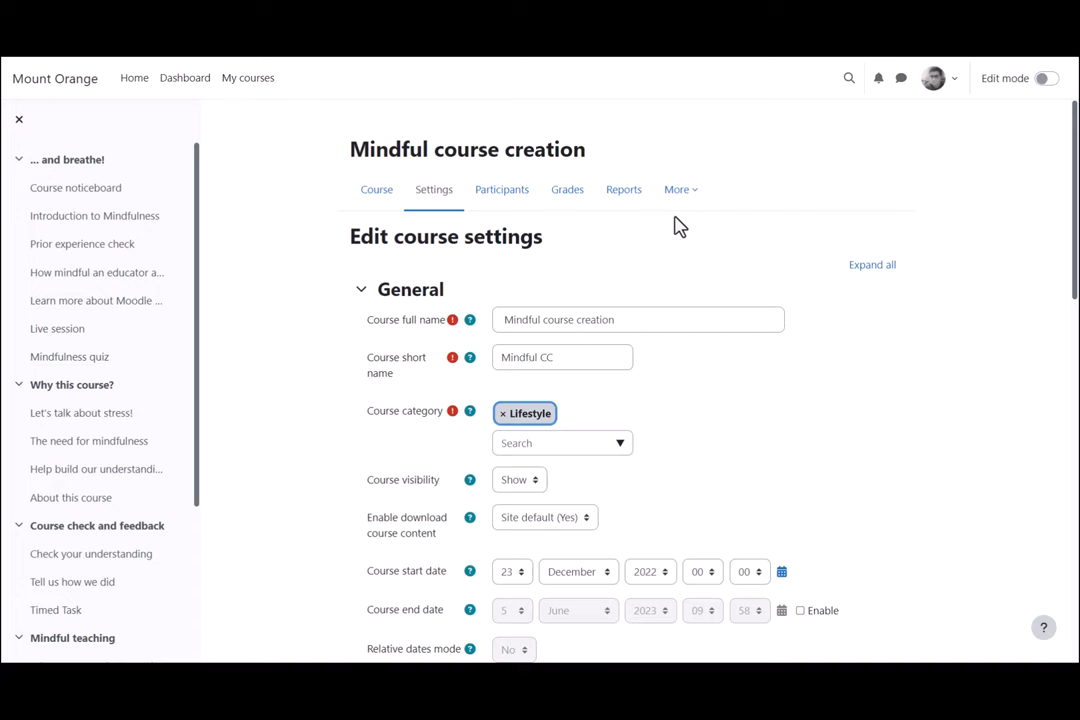 Mount Orange
Home Dashboard My courses
Edit mode
... and breathe!
Course noticeboard
Introduction to Mindfulness
Prior experience check
How mindful an educator a...
Learn more about Moodle ...
Live session
Mindfulness quiz
Why this course?
Let's talk about stress!
The need for mindfulness
Help build our understandi...
About this course
Course check and feedback
Check your understanding
Tell us how we did
Timed Task
Mindful teaching
Mindful course creation
Course Settings Participants Grades Reports More
Edit course settings
Expand all
General
Course full name ! ? Mindful course creation
Course short ! ? Mindful CC
name
Course category ! ? × Lifestyle
Search
Course visibility ? Show
Enable download ? Site default (Yes)
course content
Course start date ? 23 December 2022 00 00
Course end date ? 5 June 2023 09 58 Enable
Relative dates mode ? No
?